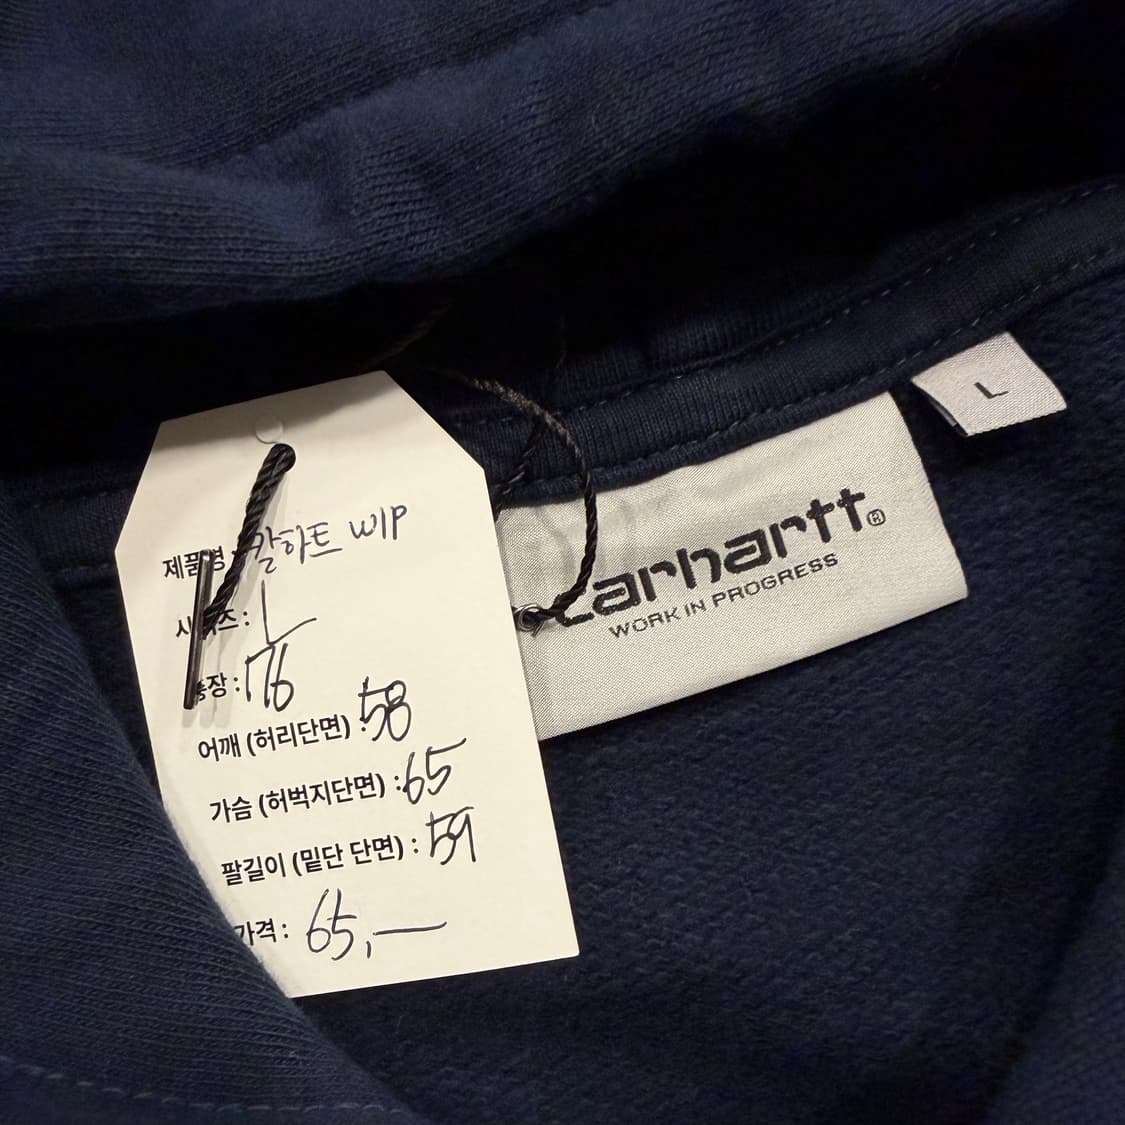 제품명 : 칼하트 WIP
사이즈 : L
총장 : 76
어깨 (허리단면) : 58
가슴 (허벅지단면) : 65
팔길이 (밑단 단면) : 59
가격 : 65,—
carhartt®
WORK IN PROGRESS
L